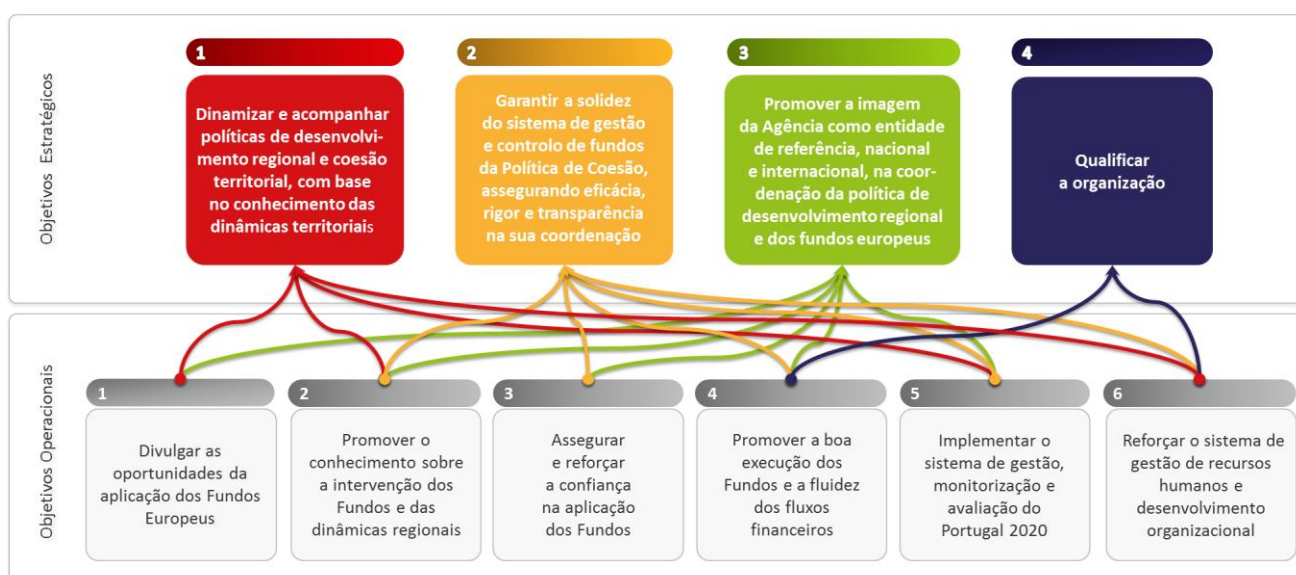 Objetivos Estratégicos
1
Dinamizar e acompanhar
políticas de desenvolvi-
mento regional e coesão
territorial, com base
no conhecimento das
dinâmicas territoriais
2
Garantir a solidez
do sistema de gestão
e controlo de fundos
da Política de Coesão,
assegurando eficácia,
rigor e transparência
na sua coordenação
3
Promover a imagem
da Agência como entidade
de referência, nacional
e internacional, na coor-
denação da política de
desenvolvimento regional
e dos fundos europeus
4
Qualificar
a organização
Objetivos Operacionais
1
Divulgar as
oportunidades da
aplicação dos Fundos
Europeus
2
Promover o
conhecimento sobre
a intervenção dos
Fundos e das
dinâmicas regionais
3
Assegurar
e reforçar
a confiança
na aplicação
dos Fundos
4
Promover a boa
execução dos
Fundos e a fluidez
dos fluxos
financeiros
5
Implementar o
sistema de gestão,
monitorização e
avaliação do
Portugal 2020
6
Reforçar o sistema de
gestão de recursos
humanos e
desenvolvimento
organizacional